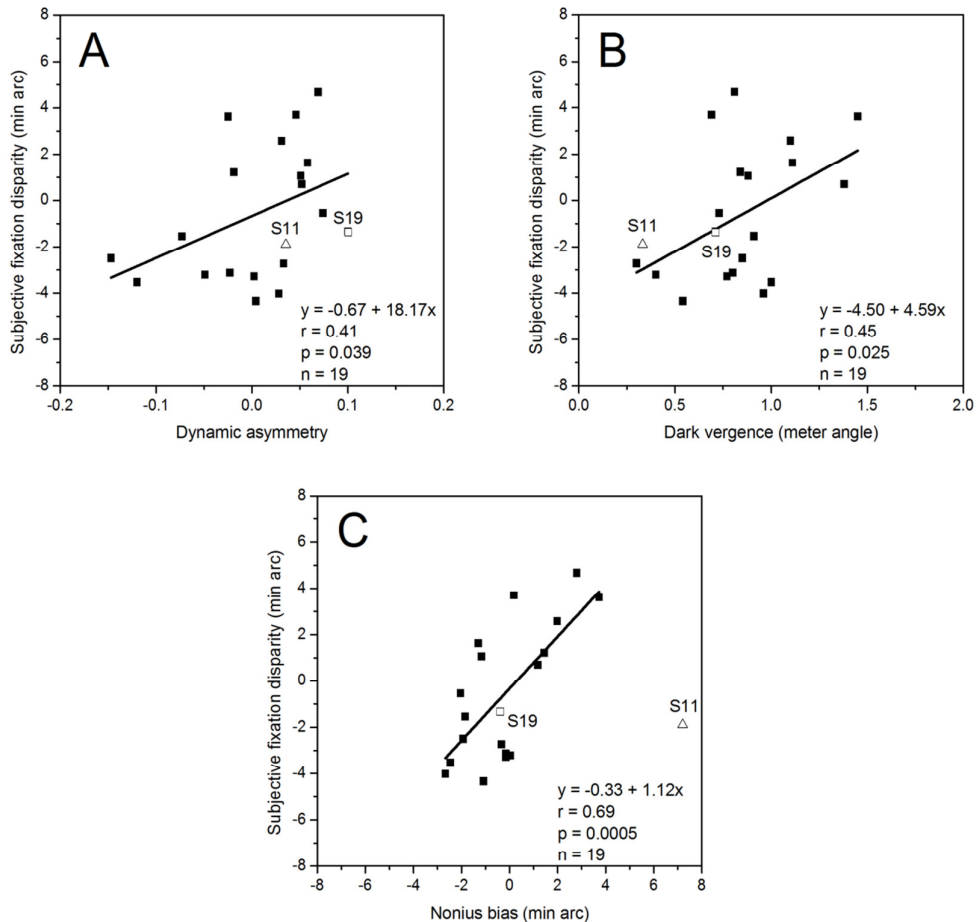 A
Subjective fixation disparity (min arc)
8
6
4
2
0
-2
-4
-6
-8
S11
S19
y = -0.67 + 18.17x
r = 0.41
p = 0.039
n = 19
-0.2 -0.1 0.0 0.1 0.2
Dynamic asymmetry
B
Subjective fixation disparity (min arc)
8
6
4
2
0
-2
-4
-6
-8
S11
S19
y = -4.50 + 4.59x
r = 0.45
p = 0.025
n = 19
0.0 0.5 1.0 1.5 2.0
Dark vergence (meter angle)
C
Subjective fixation disparity (min arc)
8
6
4
2
0
-2
-4
-6
-8
S19
S11
y = -0.33 + 1.12x
r = 0.69
p = 0.0005
n = 19
-8 -6 -4 -2 0 2 4 6 8
Nonius bias (min arc)